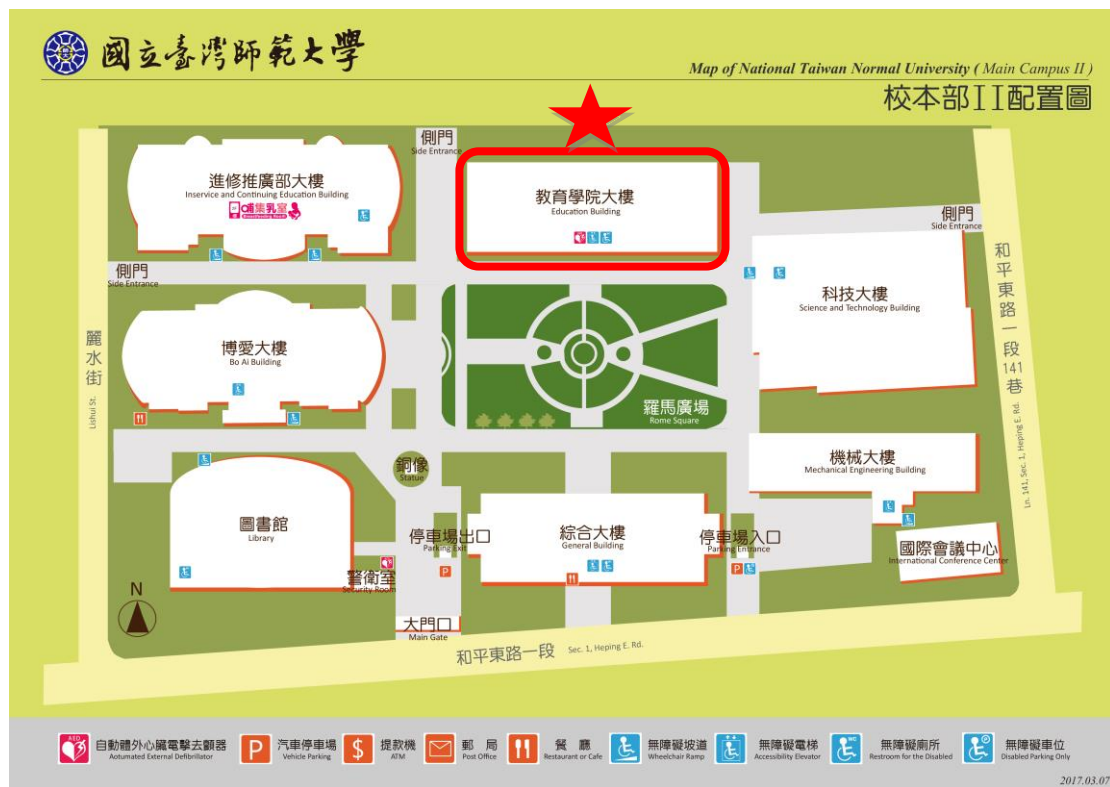 國立臺灣師範大學
Map of National Taiwan Normal University ( Main Campus II )
校本部II配置圖
側門
Side Entrance
進修推廣部大樓
Inservice and Continuing Education Building
哺集乳室
Breastfeeding Room
教育學院大樓
Education Building
側門
Side Entrance
側門
Side Entrance
科技大樓
Science and Technology Building
和平東路一段141巷
Ln. 141, Sec. 1, Heping E. Rd.
麗水街
Lishui St.
博愛大樓
Bo Ai Building
羅馬廣場
Rome Square
機械大樓
Mechanical Engineering Building
銅像
Statue
圖書館
Library
停車場出口
Parking Exit
綜合大樓
General Building
停車場入口
Parking Entrance
國際會議中心
International Conference Center
警衛室
Security Room
P
P
N
大門口
Main Gate
和平東路一段 Sec. 1, Heping E. Rd.
AED
自動體外心臟電擊去顫器
Aotumated External Defibrillator
P
汽車停車場
Vehicle Parking
$
提款機
ATM
郵局
Post Office
餐廳
Restaurant or Cafe
無障礙坡道
Wheelchair Ramp
無障礙電梯
Accessibility Elevator
WC
無障礙廁所
Restroom for the Disabled
P
無障礙車位
Disabled Parking Only
2017.03.07